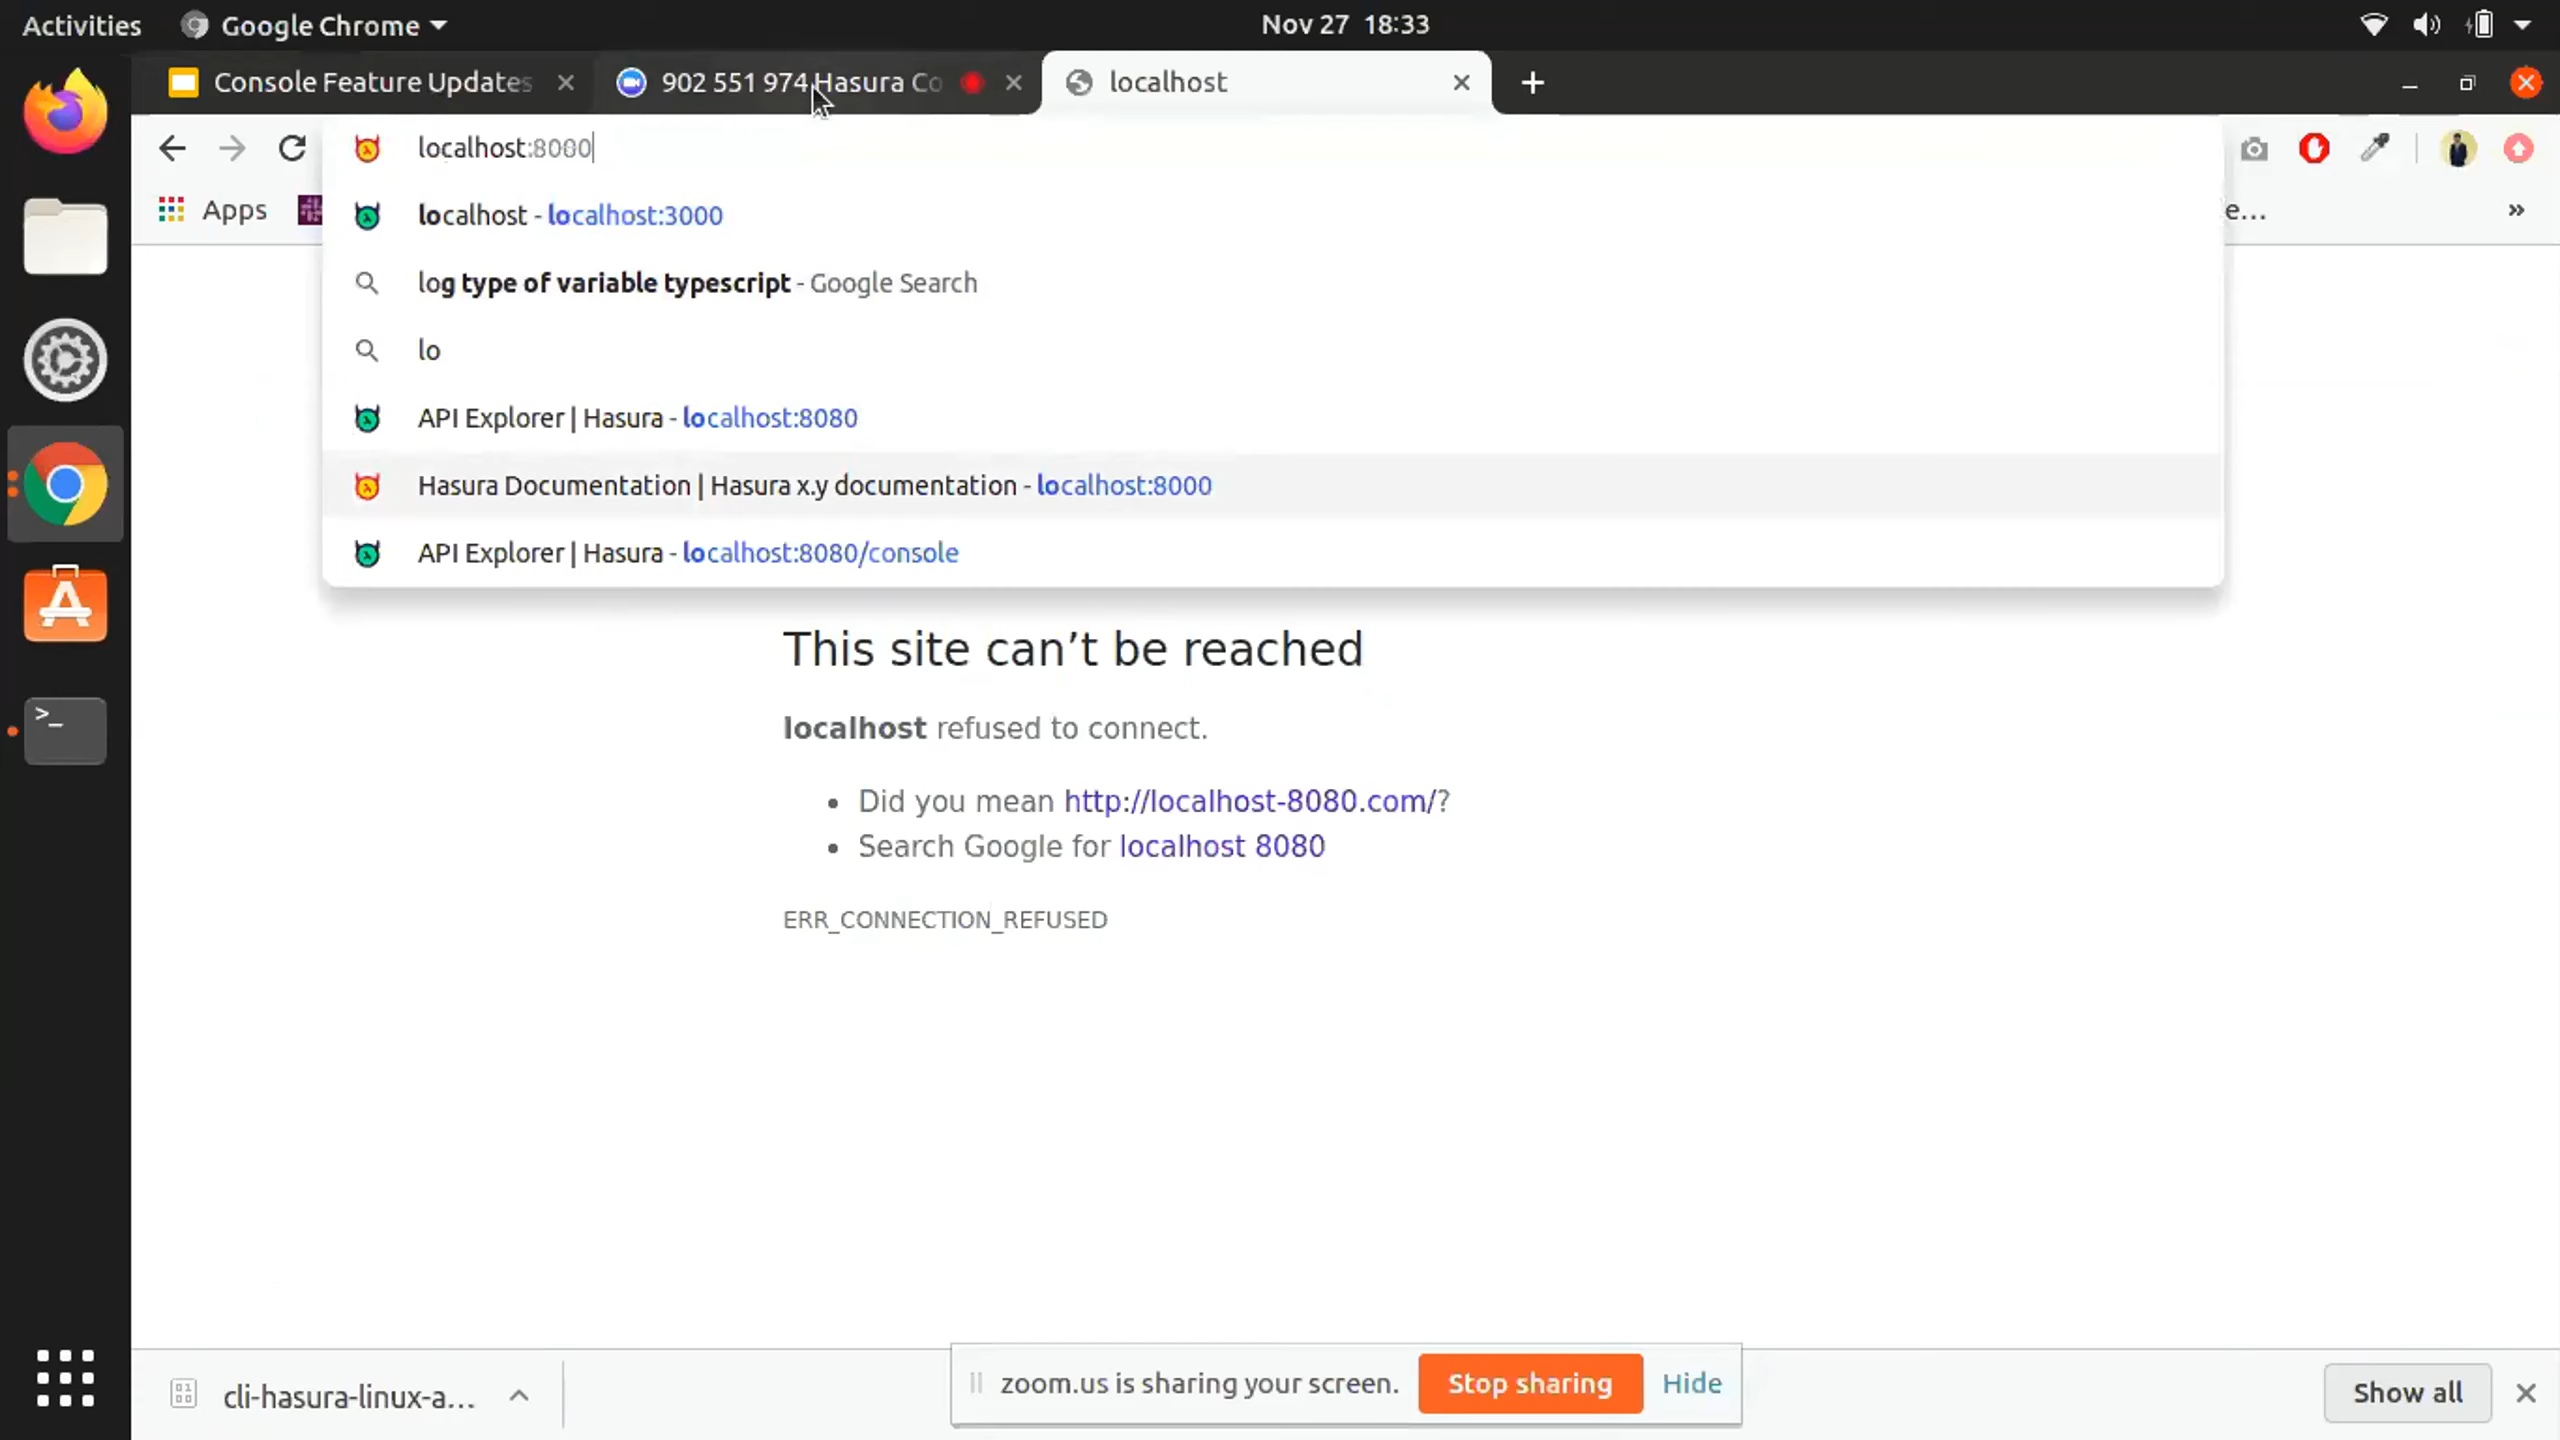 Activities
Google Chrome
Nov 27 18:33
Console Feature Updates
902 551 974 Hasura Co
localhost
localhost:8080
Apps
localhost - localhost:3000
e...
»
log type of variable typescript - Google Search
lo
API Explorer | Hasura - localhost:8080
Hasura Documentation | Hasura x.y documentation - localhost:8000
API Explorer | Hasura - localhost:8080/console
This site can’t be reached
localhost refused to connect.
• Did you mean http://localhost-8080.com/?
• Search Google for localhost 8080
ERR_CONNECTION_REFUSED
cli-hasura-linux-a...
zoom.us is sharing your screen.
Stop sharing
Hide
Show all